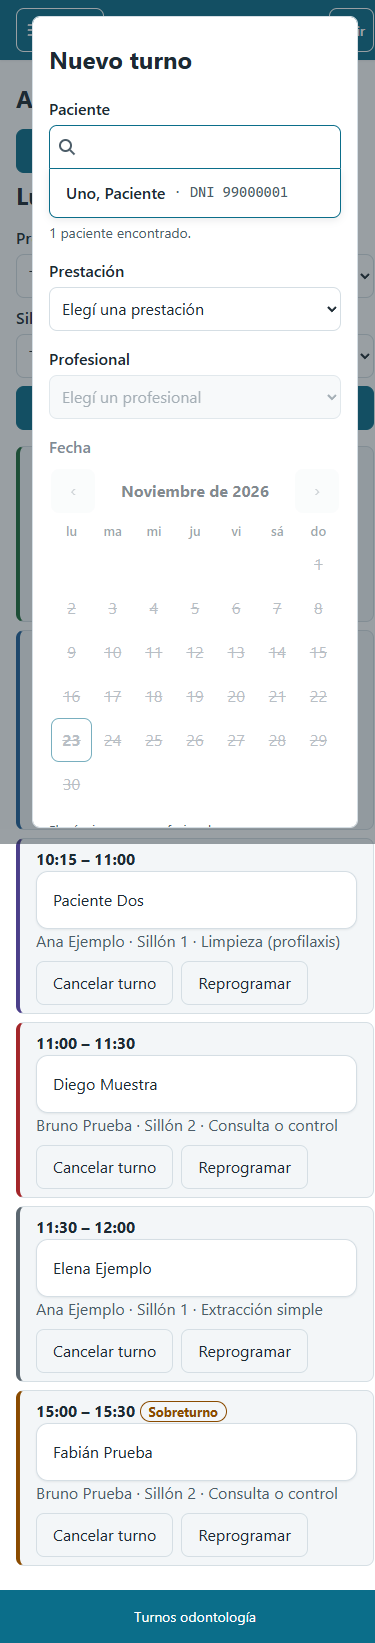 Nuevo turno
Paciente
Uno, Paciente · DNI 99000001
1 paciente encontrado.
Prestación
Elegí una prestación
Profesional
Elegí un profesional
Fecha
‹ Noviembre de 2026 ›
lu ma mi ju vi sá do
1
2 3 4 5 6 7 8
9 10 11 12 13 14 15
16 17 18 19 20 21 22
23 24 25 26 27 28 29
30
10:15 – 11:00
Paciente Dos
Ana Ejemplo · Sillón 1 · Limpieza (profilaxis)
Cancelar turno Reprogramar
11:00 – 11:30
Diego Muestra
Bruno Prueba · Sillón 2 · Consulta o control
Cancelar turno Reprogramar
11:30 – 12:00
Elena Ejemplo
Ana Ejemplo · Sillón 1 · Extracción simple
Cancelar turno Reprogramar
15:00 – 15:30 Sobreturno
Fabián Prueba
Bruno Prueba · Sillón 2 · Consulta o control
Cancelar turno Reprogramar
Turnos odontología